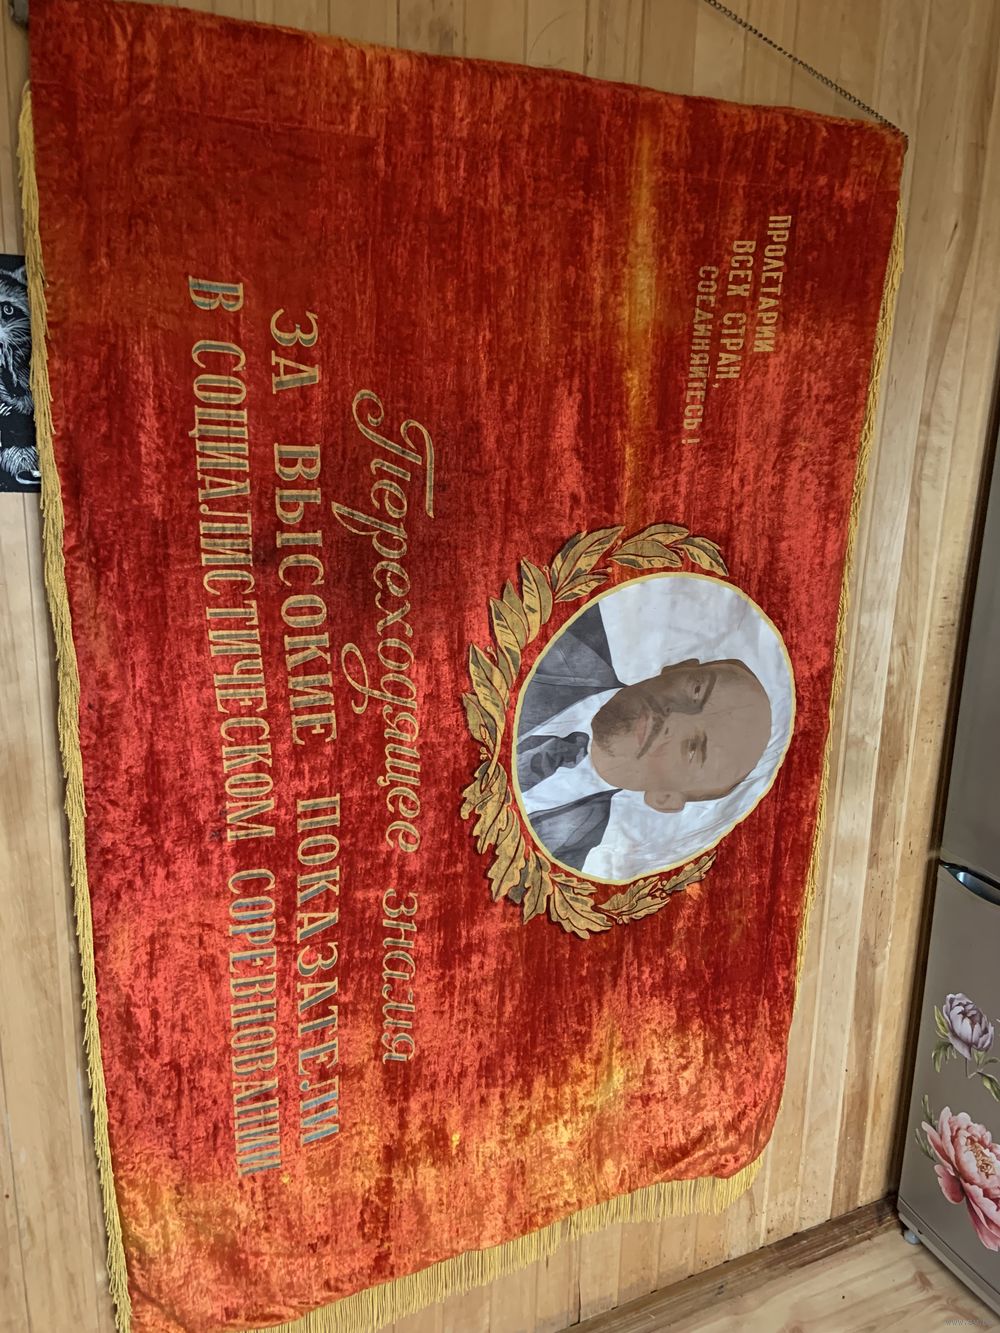 ПРОЛЕТАРИИ
ВСЕХ СТРАН,
СОЕДИНЯЙТЕСЬ!
Переходящее знамя
ЗА ВЫСОКИЕ ПОКАЗАТЕЛИ
В СОЦИАЛИСТИЧЕСКОМ СОРЕВНОВАНИИ